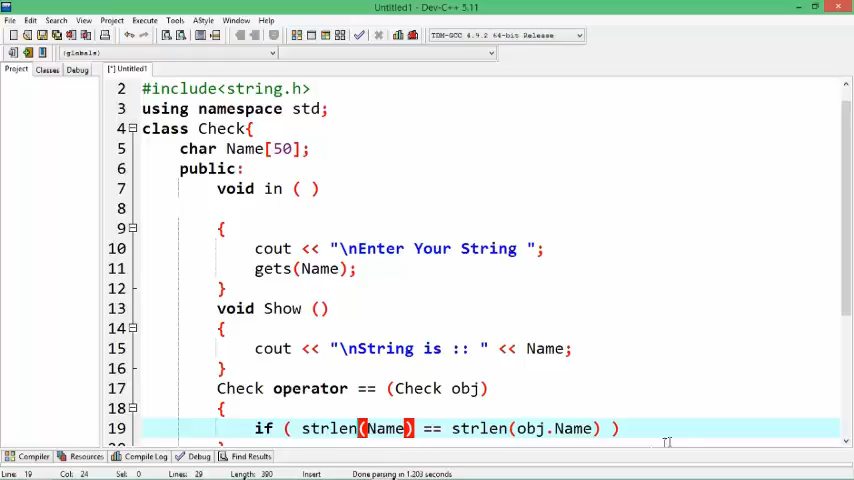 Untitled1 - Dev-C++ 5.11
File Edit Search View Project Execute Tools AStyle Window Help
TDM-GCC 4.9.2 64-bit Release
(globals)
Project Classes Debug
[*] Untitled1
2 #include<string.h>
3 using namespace std;
4 class Check{
5 char Name[50];
6 public:
7 void in ( )
8
9 {
10 cout << "\nEnter Your String ";
11 gets(Name);
12 }
13 void Show ()
14 {
15 cout << "\nString is :: " << Name;
16 }
17 Check operator == (Check obj)
18 {
19 if ( strlen(Name) == strlen(obj.Name) )
Compiler Resources Compile Log Debug Find Results
Line: 19 Col: 24 Sel: 0 Lines: 29 Length: 390 Insert Done parsing in 1.203 seconds